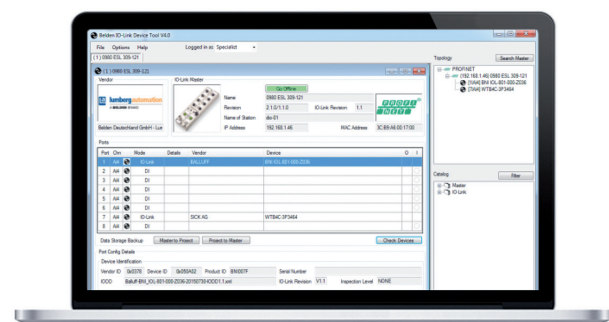 Belden IO-Link Device Tool V4.0
File Options Help Logged in as: Specialist
(1) 0980 ESL 309-121
Topology Search Master
(1) 0980 ESL 309-121
Vendor IO-Link Master
Go Offline
lumberg automation
A BELDEN BRAND
Name 0980 ESL 309-121
Revision 2.1.0/1.1.0 IO-Link Revision 1.1
Name of Station dio-01
IP Address 192.168.1.46 MAC Address
Belden Deutschland GmbH - Lum
PROFINET
(192.168.1.46) 0980 ESL 309-121
BNI IOL-801-000-Z036
WTB4C-3P3464
Ports
Port Chn Mode Details Vendor Device O I
1 A/4 IO-Link BALLUFF BNI IOL-801-000-Z036
2 A/4 DI
3 A/4 DI
4 A/4 DI
5 A/4 DI
6 A/4 DI
7 A/4 IO-Link SICK AG WTB4C-3P3464
8 A/4 DI
Catalog Filter
Master
IO-Link
Data Storage Backup Master to Project Project to Master Check Devices
Port Config Details
Device Identification
Vendor ID 0x0378 Device ID 0x050A02 Product ID BNI007F Serial Number
IODD Balluff-BNI_IOL-801-000-Z036-20150730-IODD1.1.xml IO-Link Revision V1.1 Inspection Level NONE